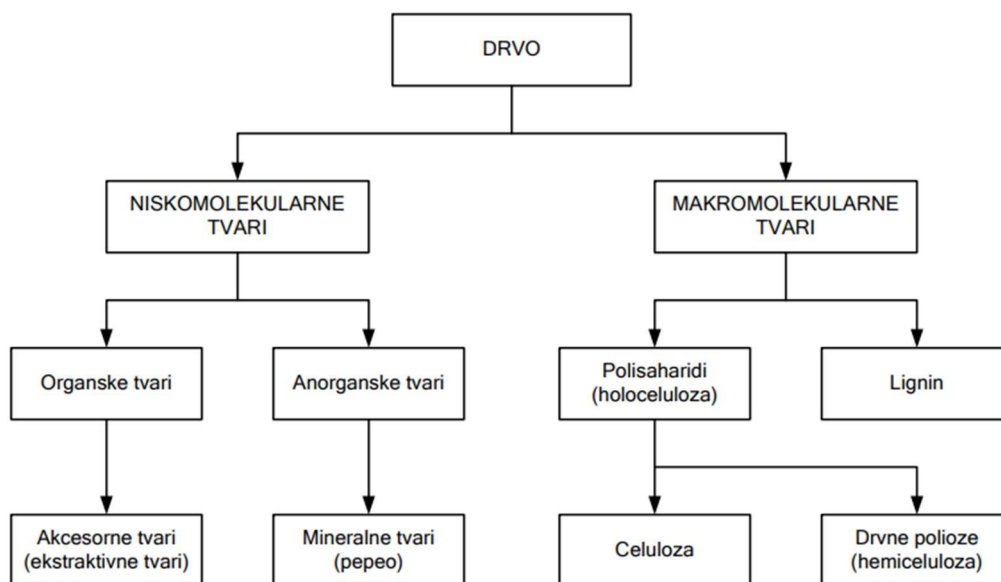 DRVO
NISKOMOLEKULARNE
TVARI
MAKROMOLEKULARNE
TVARI
Organske tvari
Anorganske tvari
Polisaharidi
(holoceluloza)
Lignin
Akcesorne tvari
(ekstraktivne tvari)
Mineralne tvari
(pepeo)
Celuloza
Drvne polioze
(hemiceluloza)